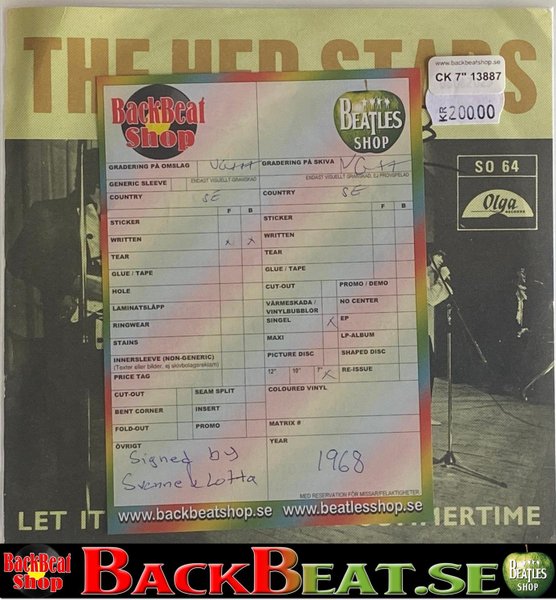 THE HEP STARS
www.backbeatshop.se
CK 7" 13887
KR 200.00
SO 64
Olga
RECORDS
BackBeat
Shop
BEATLES
SHOP
GRADERING PÅ OMSLAG VG++
GRADERING PÅ SKIVA VG++
GENERIC SLEEVE
ENDAST VISUELLT GRANSKAD
ENDAST VISUELLT GRANSKAD, EJ PROVSPELAD
COUNTRY SE
COUNTRY SE
F B
F B
STICKER
STICKER
WRITTEN x x
WRITTEN
TEAR
TEAR
GLUE / TAPE
GLUE / TAPE
HOLE
CUT-OUT
PROMO / DEMO
LAMINATSLÄPP
VÄRMESKADA /
VINYLBUBBLOR
NO CENTER
RINGWEAR
SINGEL x
EP
STAINS
MAXI
LP-ALBUM
INNERSLEEVE (NON-GENERIC)
(Texter eller bilder, ej skivbolagsreklam)
PICTURE DISC
SHAPED DISC
PRICE TAG
12" 10" 7" x
RE-ISSUE
CUT-OUT
SEAM SPLIT
COLOURED VINYL
BENT CORNER
INSERT
FOLD-OUT
PROMO
MATRIX #
ÖVRIGT
YEAR
Signed by
Svenne & Lotta
1968
MED RESERVATION FÖR MISSAR/FELAKTIGHETER.
www.backbeatshop.se www.beatlesshop.se
LET IT
SUMMERTIME
BackBeat
Shop
BACKBEAT.SE
BEATLES
SHOP